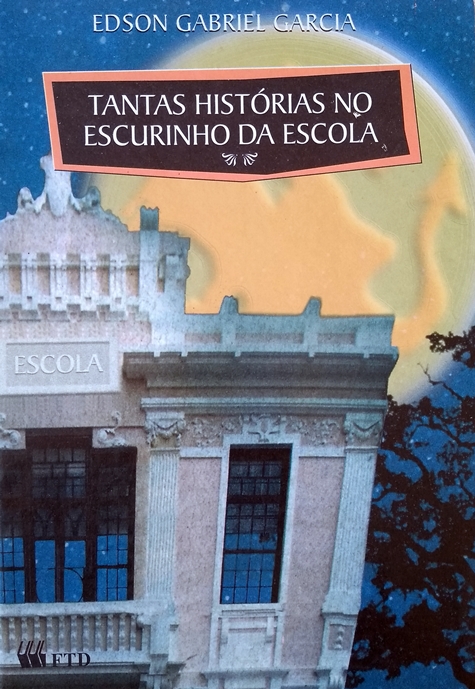 EDSON GABRIEL GARCIA
TANTAS HISTÓRIAS NO
ESCURINHO DA ESCOLA
ESCOLA
FTD